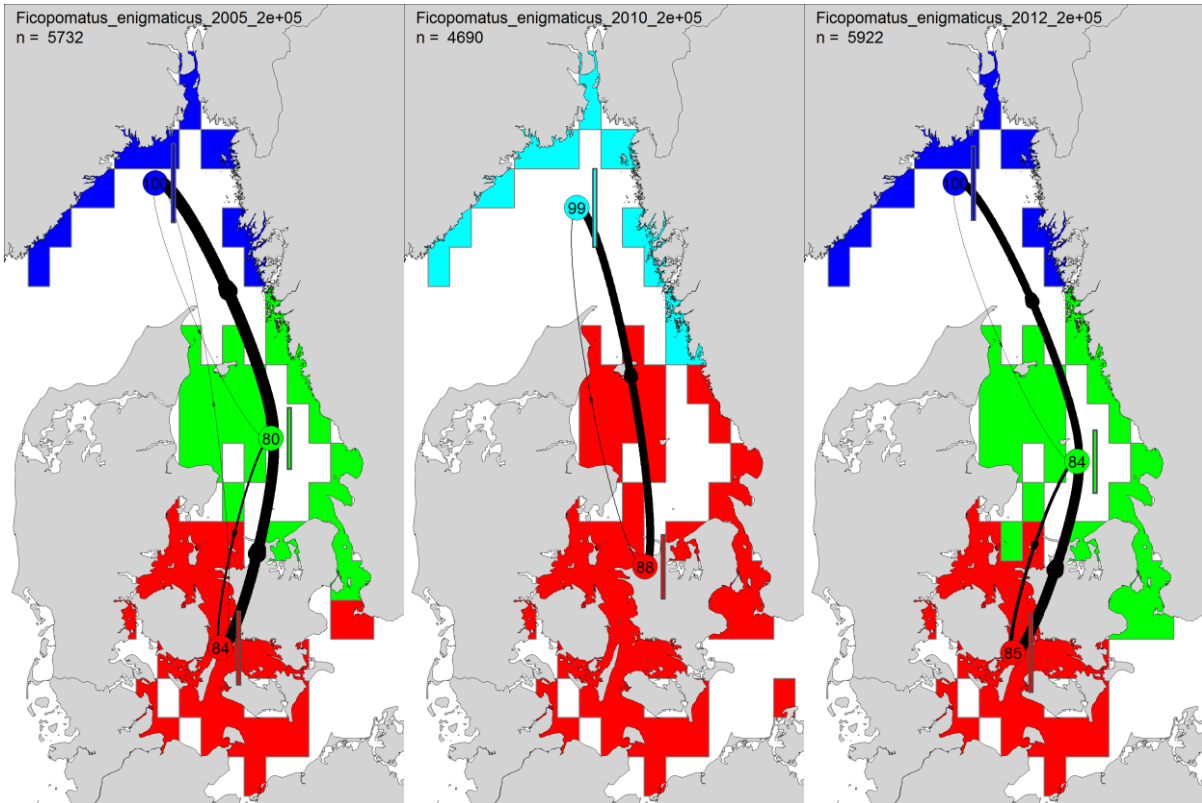 Ficopomatus_enigmaticus_2005_2e+05
n = 5732
100
80
84
Ficopomatus_enigmaticus_2010_2e+05
n = 4690
99
88
Ficopomatus_enigmaticus_2012_2e+05
n = 5922
100
84
85